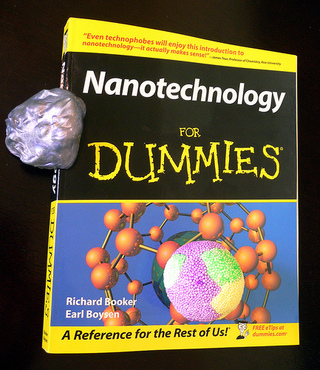 "Even technophobes will enjoy this introduction to
nanotechnology—it actually makes sense!"
Nanotechnology
FOR
DUMMIES®
DUMMIES
Richard Booker
Earl Boysen
A Reference for the Rest of Us!®
FREE eTips at
dummies.com®